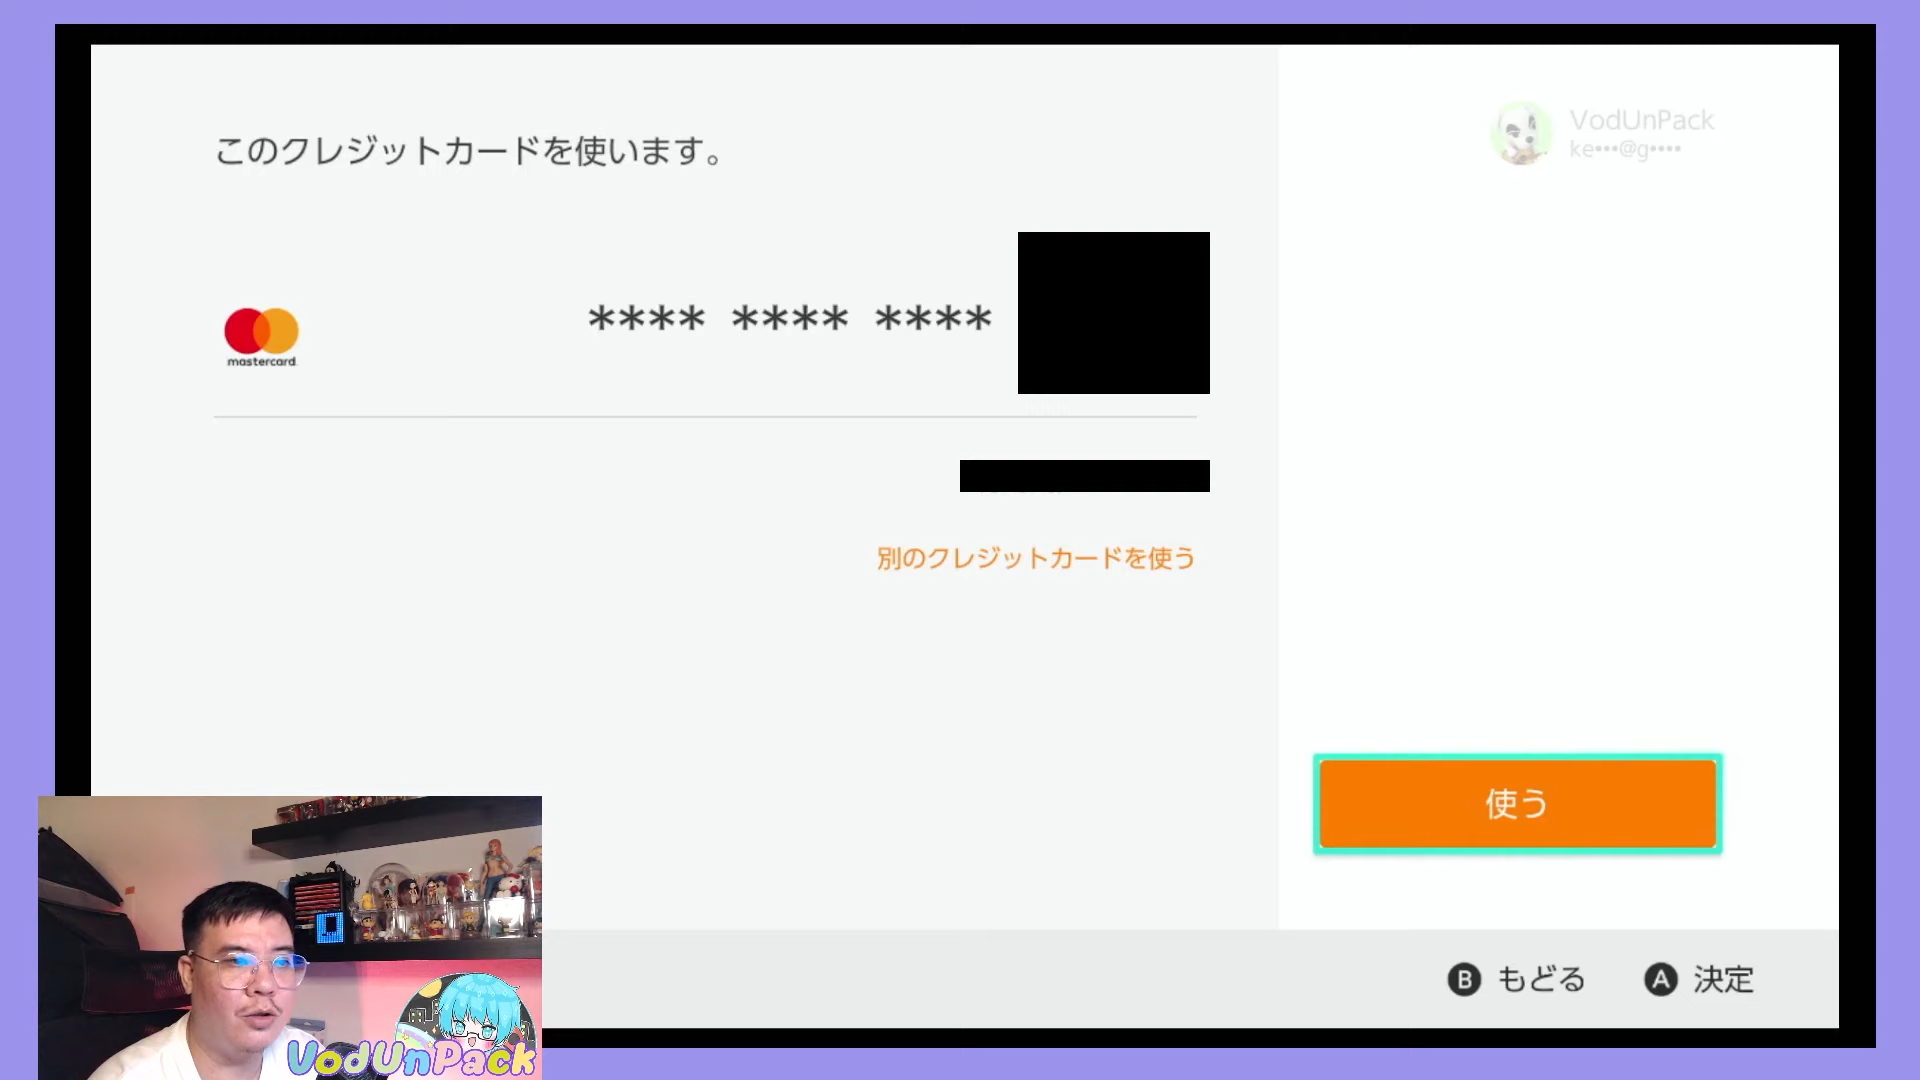 このクレジットカードを使います。
VodUnPack
ke•••@g••••
mastercard.
**** **** ****
別のクレジットカードを使う
使う
B もどる
A 決定
VodUnPack